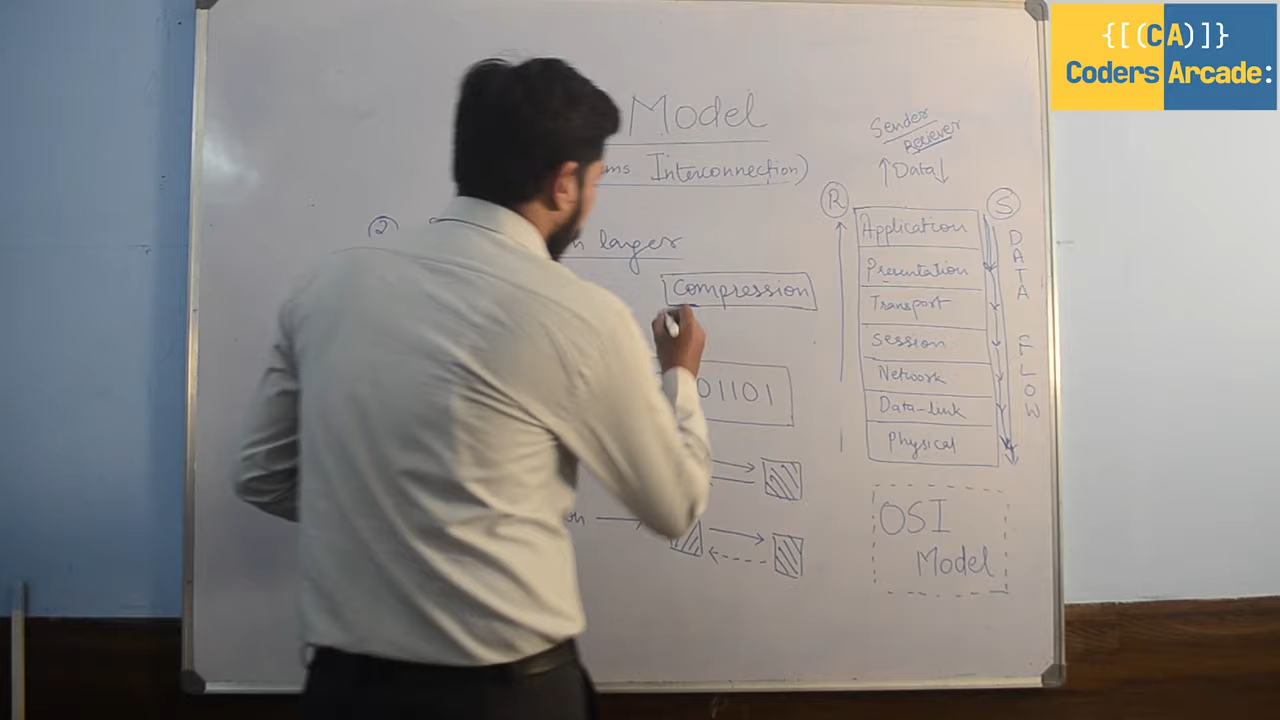 {[(CA)]}
Coders Arcade:
Model
ms Interconnection)
(2)
n layer
Compression
01101
Sender
Reciever
↑Data↓
R
S
Application
Presentation
Transport
Session
Network
Data-link
Physical
DATA FLOW
OSI
Model